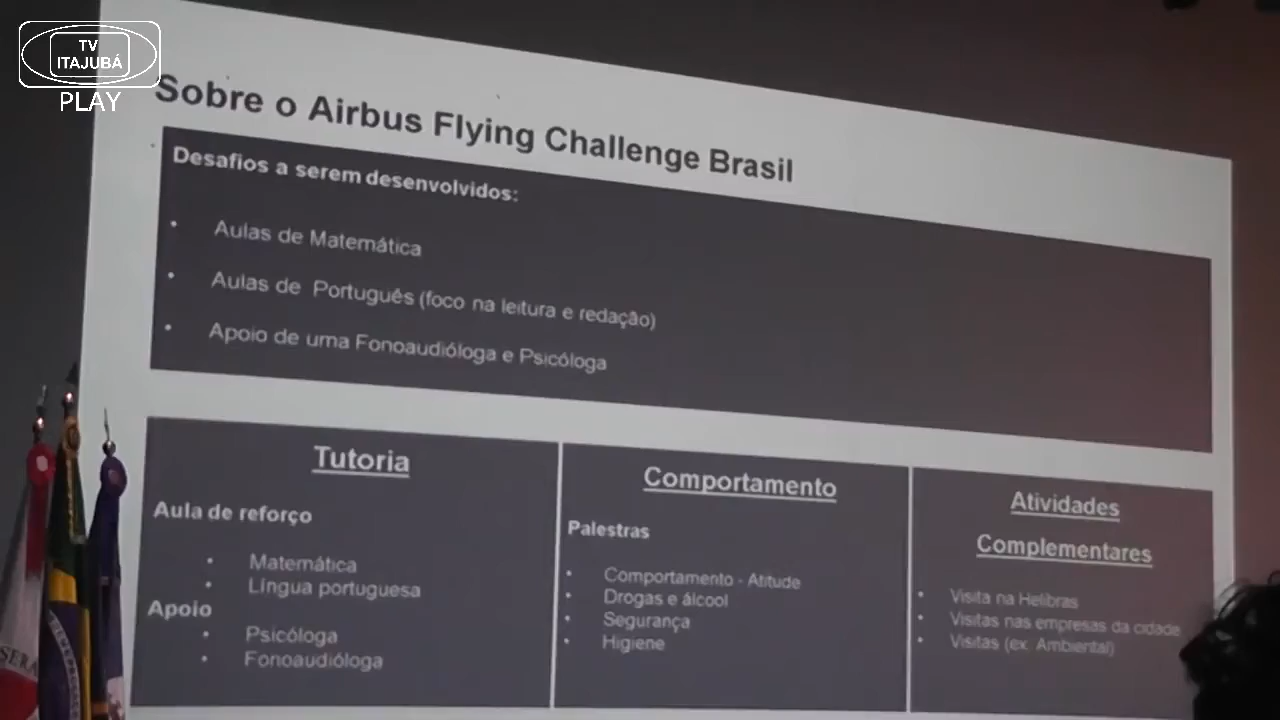 TV
ITAJUBÁ
PLAY
Sobre o Airbus Flying Challenge Brasil
Desafios a serem desenvolvidos:
• Aulas de Matemática
• Aulas de Português (foco na leitura e redação)
• Apoio de uma Fonoaudióloga e Psicóloga
Tutoria
Aula de reforço
• Matemática
• Língua portuguesa
Apoio
• Psicóloga
• Fonoaudióloga
Comportamento
Palestras
• Comportamento - Atitude
• Drogas e álcool
• Segurança
• Higiene
Atividades
Complementares
• Visita na Helibras
• Visitas nas empresas da cidade
• Visitas (ex. Ambiental)